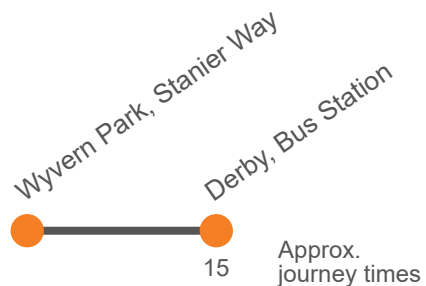 Wyvern Park, Stanier Way
Derby, Bus Station
15
Approx.
journey times